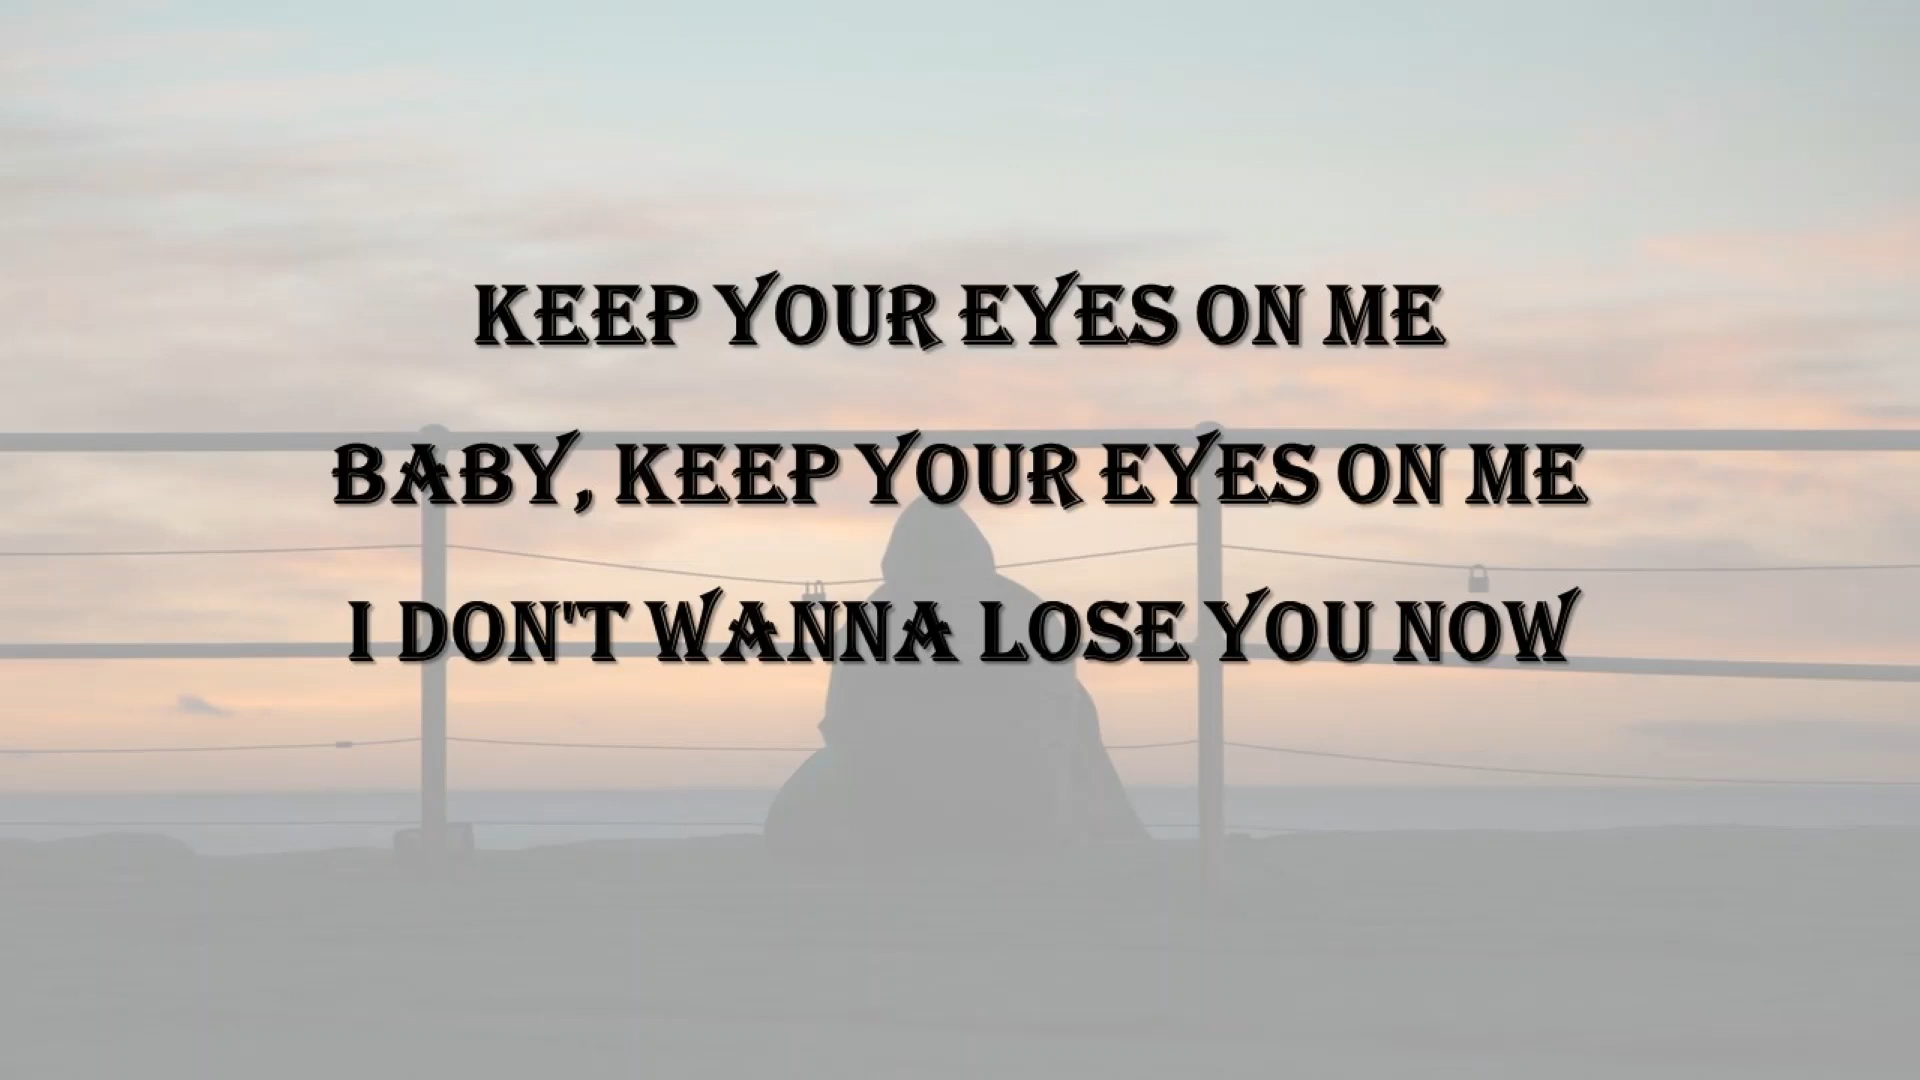 KEEP YOUR EYES ON ME
BABY, KEEP YOUR EYES ON ME
I DON'T WANNA LOSE YOU NOW